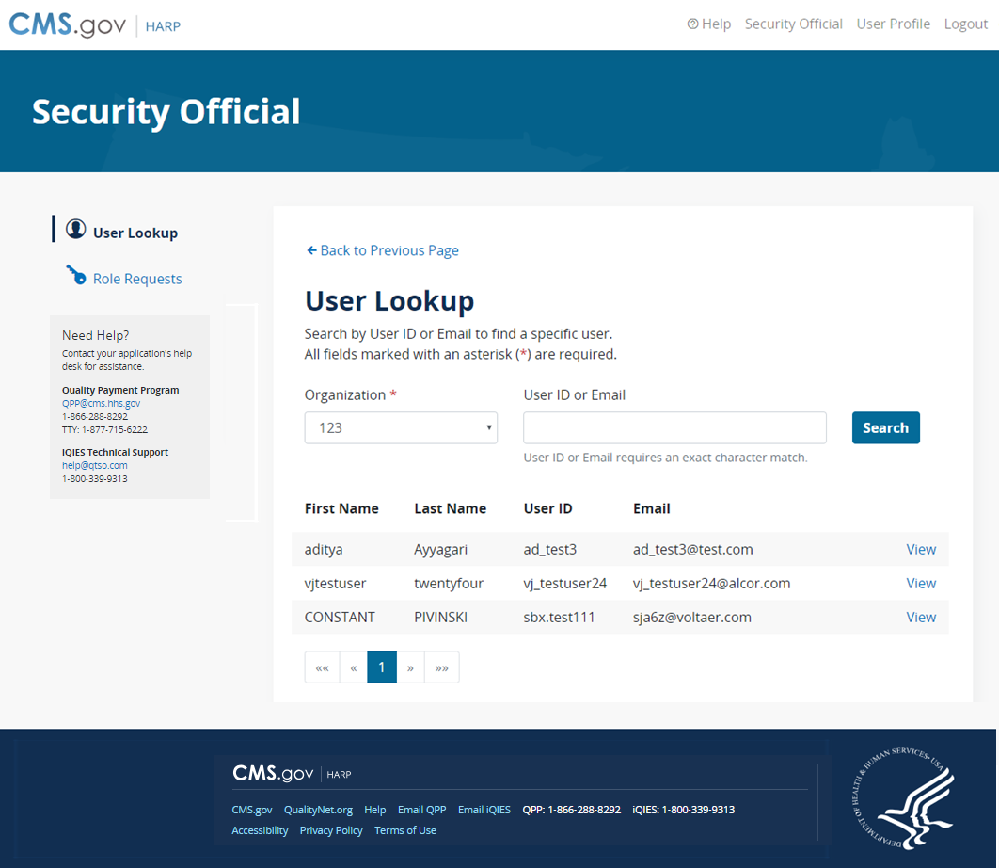 CMS.gov | HARP
Help Security Official User Profile Logout
Security Official
User Lookup
Role Requests
Need Help?
Contact your application's help
desk for assistance.
Quality Payment Program
QPP@cms.hhs.gov
1-866-288-8292
TTY: 1-877-715-6222
IQIES Technical Support
help@qtso.com
1-800-339-9313
Back to Previous Page
User Lookup
Search by User ID or Email to find a specific user.
All fields marked with an asterisk (*) are required.
Organization * User ID or Email
123 Search
User ID or Email requires an exact character match.
First Name Last Name User ID Email
aditya Ayyagari ad_test3 ad_test3@test.com View
vjtestuser twentyfour vj_testuser24 vj_testuser24@alcor.com View
CONSTANT PIVINSKI sbx.test111 sja6z@voltaer.com View
«« « 1 » »»
CMS.gov | HARP
CMS.gov QualityNet.org Help Email QPP Email iQIES QPP: 1-866-288-8292 iQIES: 1-800-339-9313
Accessibility Privacy Policy Terms of Use
DEPARTMENT OF HEALTH & HUMAN SERVICES · USA